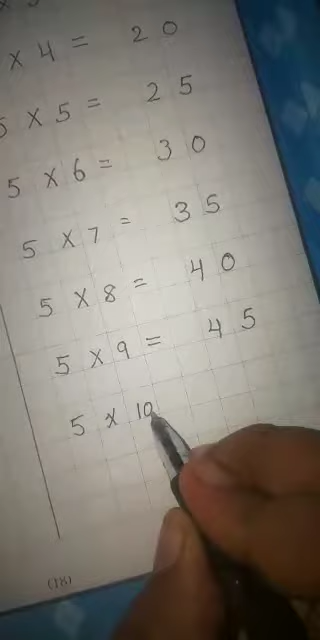 × 4 = 20
5 × 5 = 25
5 × 6 = 30
5 × 7 = 35
5 × 8 = 40
5 × 9 = 45
5 × 10
(18)